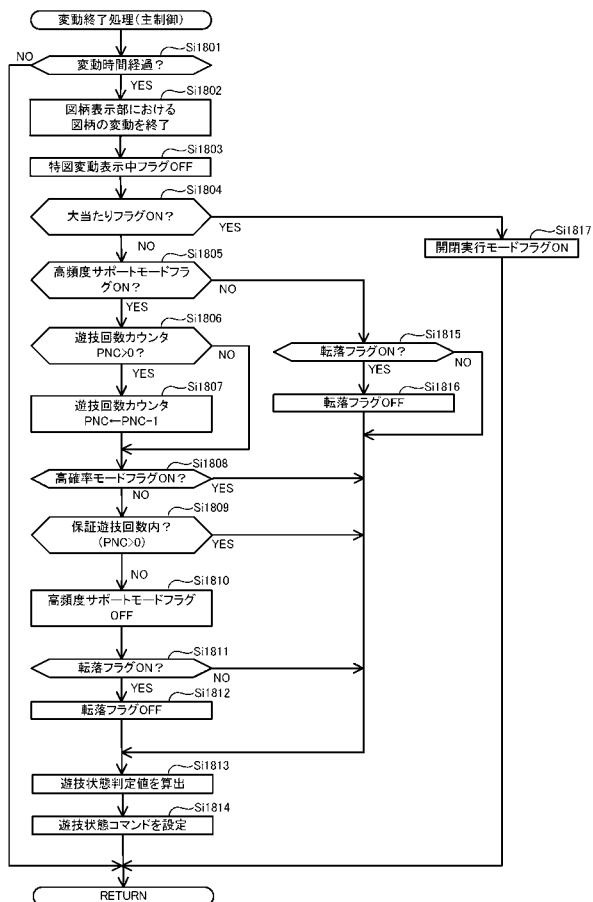 変動終了処理(主制御)
Si1801
NO
変動時間経過?
YES
Si1802
図柄表示部における
図柄の変動を終了
Si1803
特図変動表示中フラグOFF
Si1804
大当たりフラグON?
YES
Si1817
開閉実行モードフラグON
NO
Si1805
高頻度サポートモードフラ
グON?
NO
YES
Si1806
遊技回数カウンタ
PNC>0?
NO
YES
Si1815
転落フラグON?
NO
YES
Si1816
転落フラグOFF
Si1807
遊技回数カウンタ
PNC←PNC-1
Si1808
高確率モードフラグON?
YES
NO
Si1809
保証遊技回数内?
(PNC>0)
YES
NO
Si1810
高頻度サポートモードフラグ
OFF
Si1811
転落フラグON?
NO
YES
Si1812
転落フラグOFF
Si1813
遊技状態判定値を算出
Si1814
遊技状態コマンドを設定
RETURN